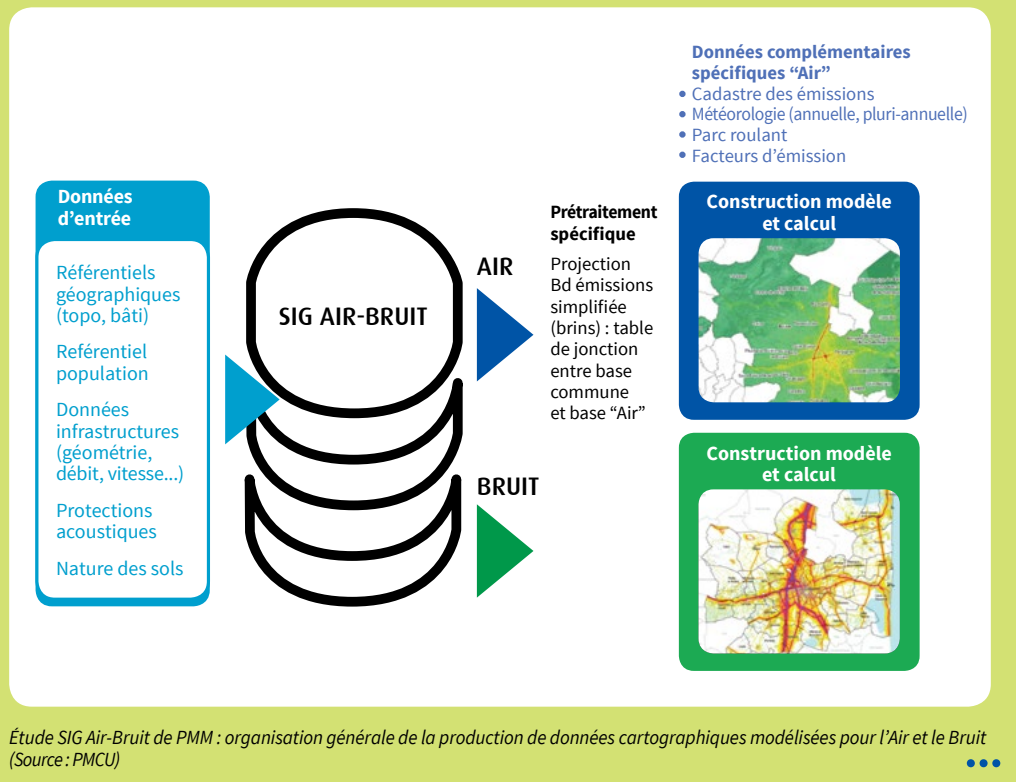 Données complémentaires
spécifiques “Air”
• Cadastre des émissions
• Météorologie (annuelle, pluri-annuelle)
• Parc roulant
• Facteurs d’émission
Données
d’entrée
Référentiels
géographiques
(topo, bâti)
Referentiel
population
Données
infrastructures
(géométrie,
débit, vitesse...)
Protections
acoustiques
Nature des sols
SIG AIR-BRUIT
AIR
BRUIT
Prétraitement
spécifique
Projection
Bd émissions
simplifiée
(brins) : table
de jonction
entre base
commune
et base “Air”
Construction modèle
et calcul
Construction modèle
et calcul
Étude SIG Air-Bruit de PMM : organisation générale de la production de données cartographiques modélisées pour l’Air et le Bruit
(Source : PMCU)